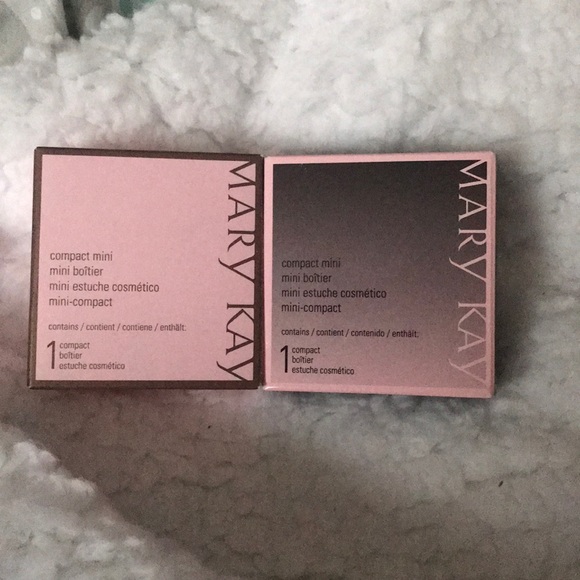 MARY KAY
compact mini
mini boîtier
mini estuche cosmético
mini-compact
contains / contient / contiene / enthält:
1 compact
boîtier
estuche cosmético
MARY KAY
compact mini
mini boîtier
mini estuche cosmético
mini-compact
contains / contient / contenido / enthält:
1 compact
boîtier
estuche cosmético